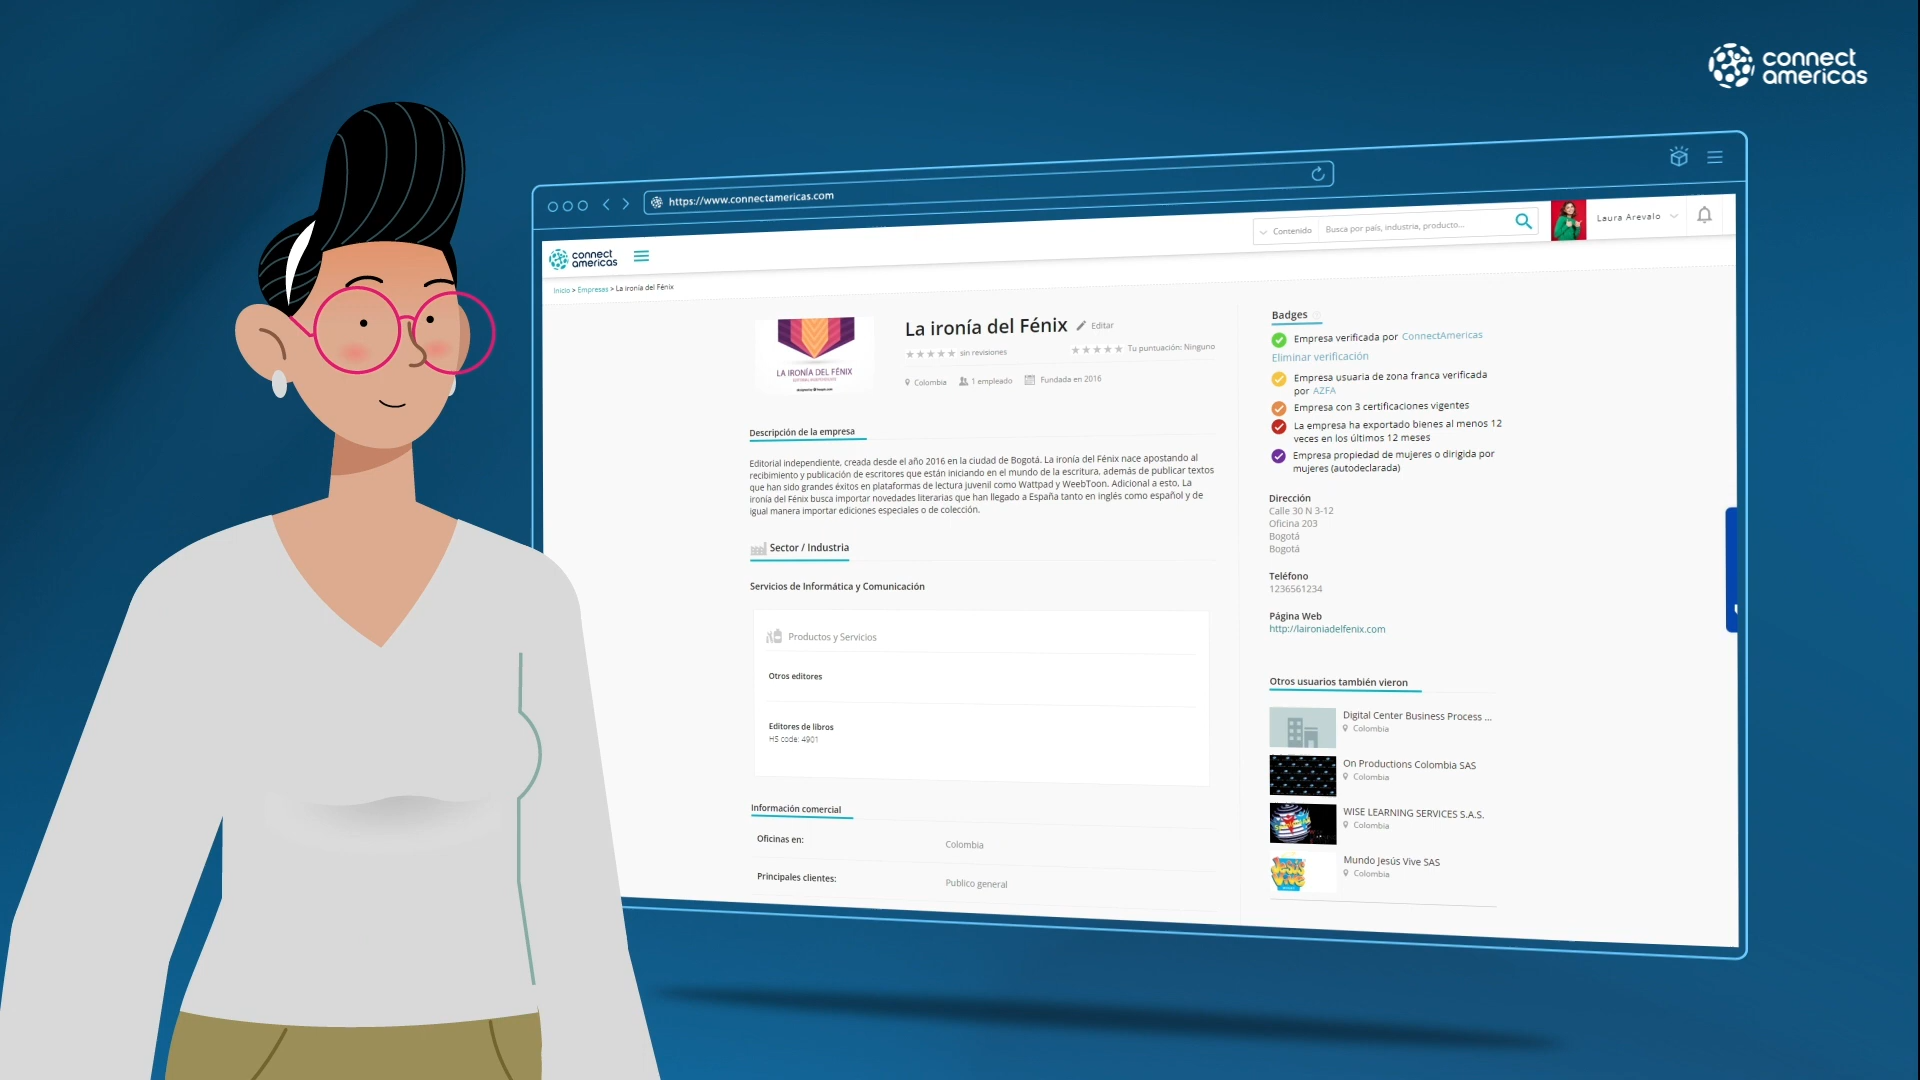 connect
americas
https://www.connectamericas.com
connect
americas
Contenido
Busca por país, industria, producto...
Laura Arevalo
Inicio > Empresas > La ironía del Fénix
LA IRONÍA DEL FÉNIX
La ironía del Fénix
Editar
sin revisiones
Tu puntuación: Ninguno
Colombia
1 empleado
Fundada en 2016
Descripción de la empresa
Editorial independiente, creada desde el año 2016 en la ciudad de Bogotá. La ironía del Fénix nace apostando al
recibimiento y publicación de escritores que están iniciando en el mundo de la escritura, además de publicar textos
que han sido grandes éxitos en plataformas de lectura juvenil como Wattpad y WeebToon. Adicional a esto, La
ironía del Fénix busca importar novedades literarias que han llegado a España tanto en inglés como español y de
igual manera importar ediciones especiales o de colección.
Sector / Industria
Servicios de Informática y Comunicación
Productos y Servicios
Otros editores
Editores de libros
HS code: 4901
Información comercial
Oficinas en:
Colombia
Principales clientes:
Publico general
Badges
Empresa verificada por ConnectAmericas
Eliminar verificación
Empresa usuaria de zona franca verificada
por AZFA
Empresa con 3 certificaciones vigentes
La empresa ha exportado bienes al menos 12
veces en los últimos 12 meses
Empresa propiedad de mujeres o dirigida por
mujeres (autodeclarada)
Dirección
Calle 30 N 3-12
Oficina 203
Bogotá
Bogotá
Teléfono
1236561234
Página Web
http://laironiadelfenix.com
Otros usuarios también vieron
Digital Center Business Process ...
Colombia
On Productions Colombia SAS
Colombia
WISE LEARNING SERVICES S.A.S.
Colombia
Mundo Jesús Vive SAS
Colombia
JESÚS
VIVE